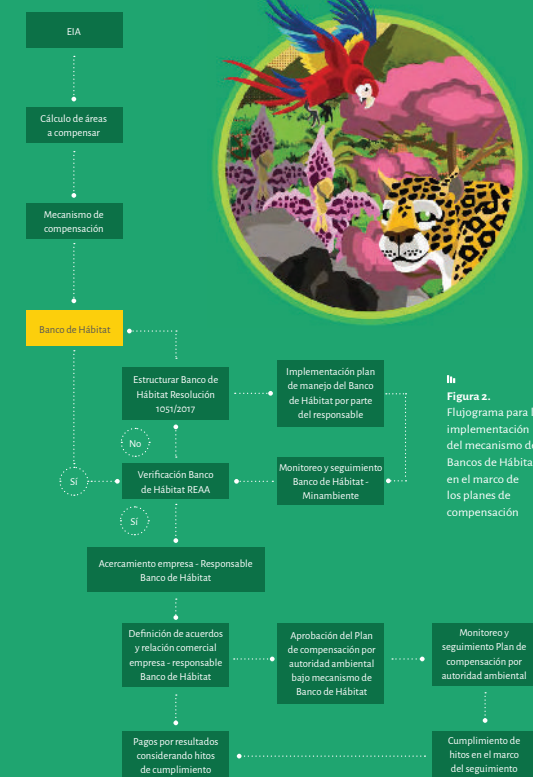 EIA
Cálculo de áreas
a compensar
Mecanismo de
compensación
Banco de Hábitat
Estructurar Banco de
Hábitat Resolución
1051/2017
Implementación plan
de manejo del Banco
de Hábitat por parte
del responsable
Figura 2.
Flujograma para l
implementación
del mecanismo d
Bancos de Hábita
en el marco de
los planes de
compensación
No
Sí
Verificación Banco
de Hábitat REAA
Monitoreo y seguimiento
Banco de Hábitat -
Minambiente
Sí
Acercamiento empresa - Responsable
Banco de Hábitat
Definición de acuerdos
y relación comercial
empresa - responsable
Banco de Hábitat
Aprobación del Plan
de compensación por
autoridad ambiental
bajo mecanismo de
Banco de Hábitat
Monitoreo y
seguimiento Plan de
compensación por
autoridad ambiental
Pagos por resultados
considerando hitos
de cumplimiento
Cumplimiento de
hitos en el marco
del seguimiento